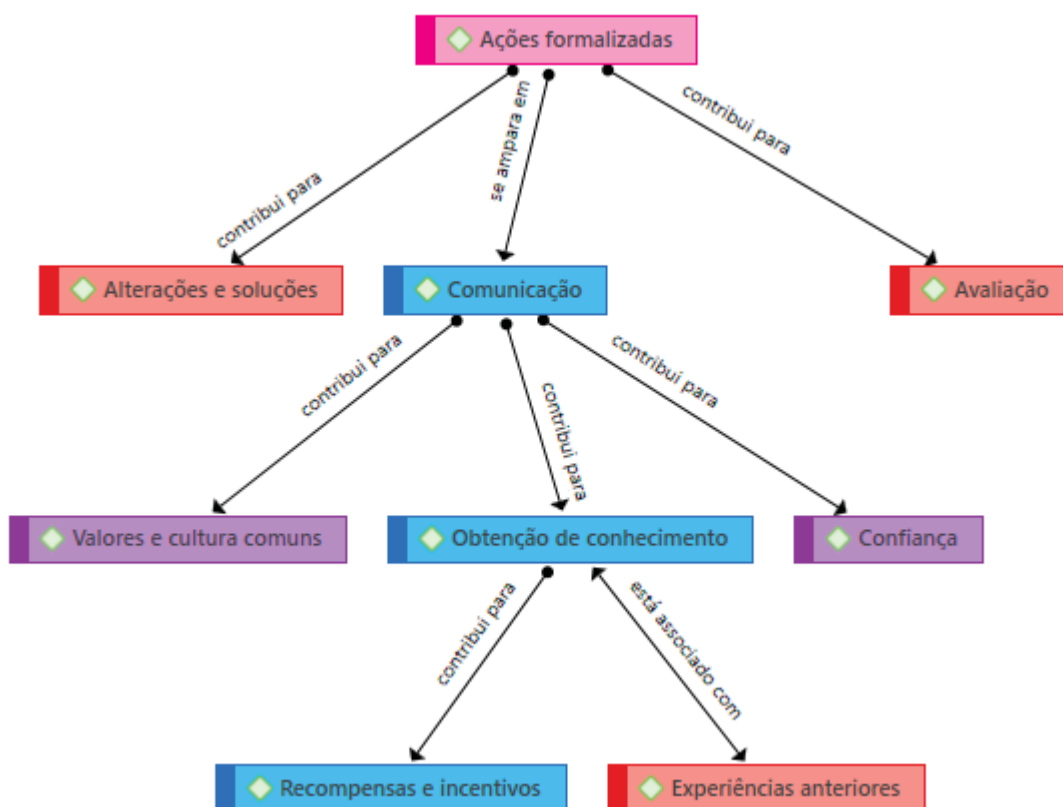 Ações formalizadas
contribui para
se ampara em
contribui para
Alterações e soluções
Comunicação
Avaliação
contribui para
contribui para
contribui para
Valores e cultura comuns
Obtenção de conhecimento
Confiança
contribui para
está associado com
Recompensas e incentivos
Experiências anteriores